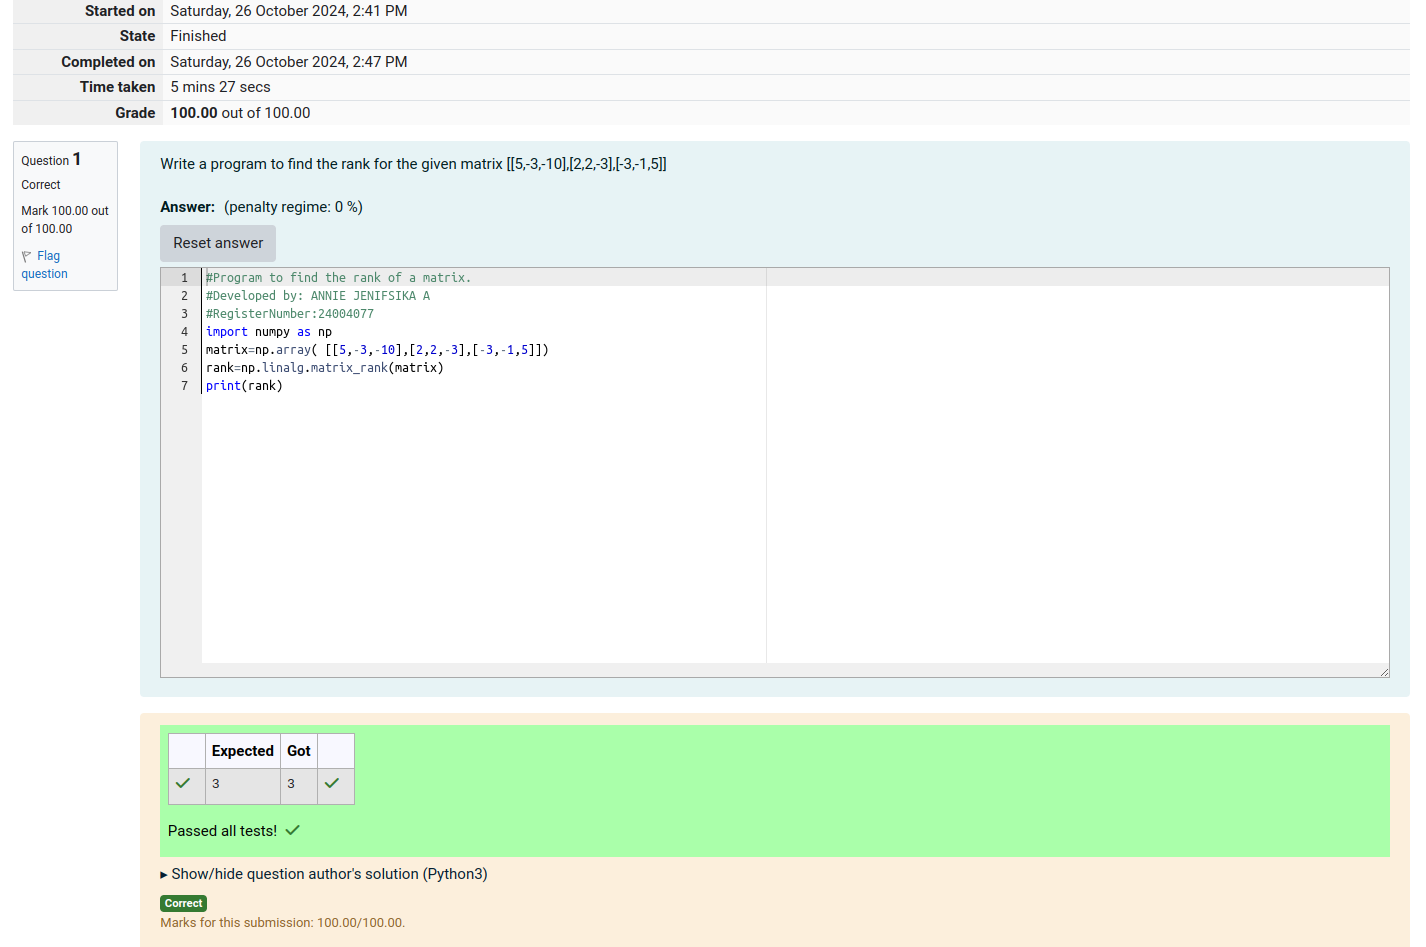 Started on Saturday, 26 October 2024, 2:41 PM
State Finished
Completed on Saturday, 26 October 2024, 2:47 PM
Time taken 5 mins 27 secs
Grade 100.00 out of 100.00
Question 1
Correct
Mark 100.00 out
of 100.00
Flag
question
Write a program to find the rank for the given matrix [[5,-3,-10],[2,2,-3],[-3,-1,5]]
Answer: (penalty regime: 0 %)
Reset answer
1 #Program to find the rank of a matrix.
2 #Developed by: ANNIE JENIFSIKA A
3 #RegisterNumber:24004077
4 import numpy as np
5 matrix=np.array( [[5,-3,-10],[2,2,-3],[-3,-1,5]])
6 rank=np.linalg.matrix_rank(matrix)
7 print(rank)
Expected Got
3 3
Passed all tests!
Show/hide question author's solution (Python3)
Correct
Marks for this submission: 100.00/100.00.